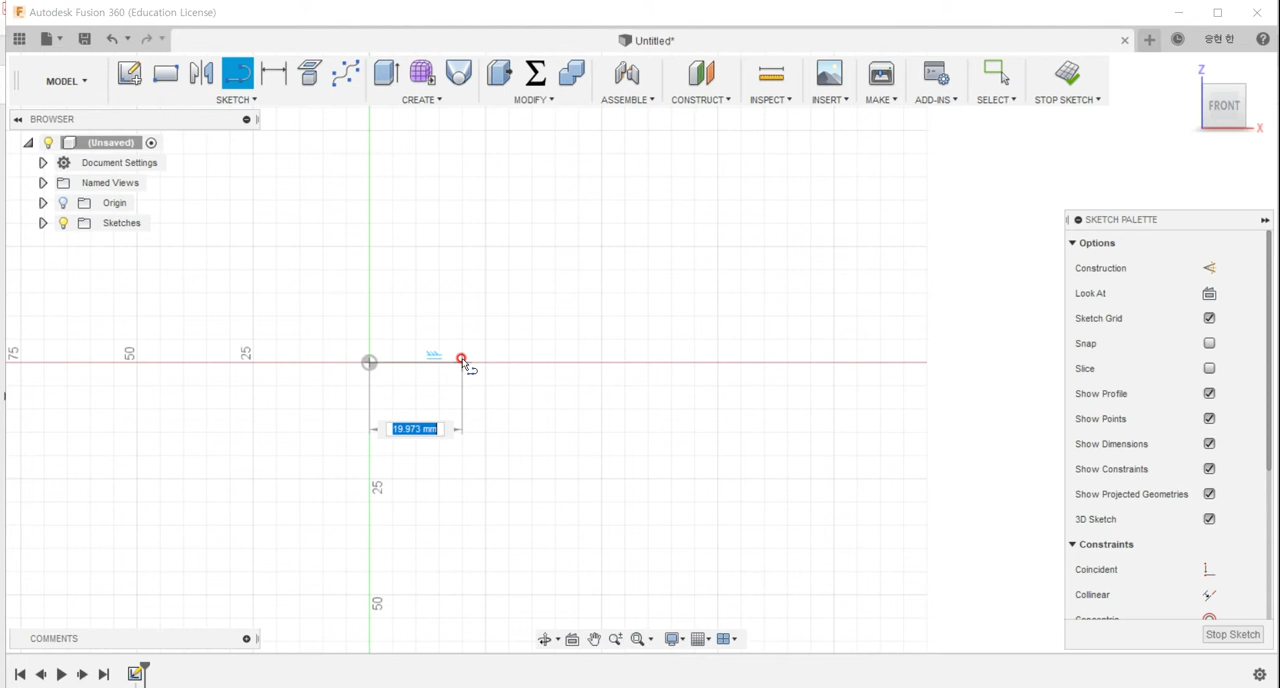 Autodesk Fusion 360 (Education License)
Untitled*
승현 한
MODEL
SKETCH
CREATE
MODIFY
ASSEMBLE
CONSTRUCT
INSPECT
INSERT
MAKE
ADD-INS
SELECT
STOP SKETCH
Z
FRONT
X
BROWSER
(Unsaved)
Document Settings
Named Views
Origin
Sketches
75
50
25
19.973 mm
25
50
SKETCH PALETTE
Options
Construction
Look At
Sketch Grid
Snap
Slice
Show Profile
Show Points
Show Dimensions
Show Constraints
Show Projected Geometries
3D Sketch
Constraints
Coincident
Collinear
Stop Sketch
COMMENTS